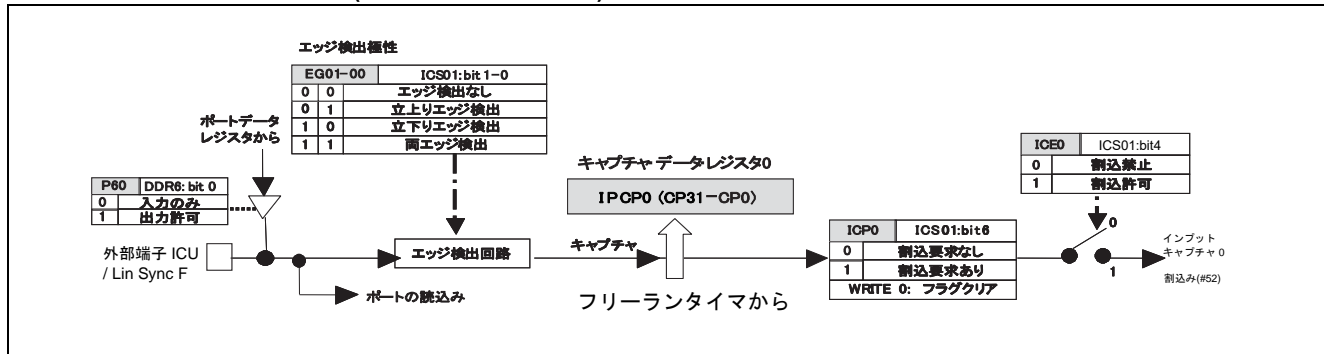 エッジ検出極性
EG01-00 ICS01:bit 1-0
0 0 エッジ検出なし
0 1 立上りエッジ検出
1 0 立下りエッジ検出
1 1 両エッジ検出
ポートデータ
レジスタから
P60 DDR6: bit 0
0 入力のみ
1 出力許可
外部端子 ICU
/ Lin Sync F
エッジ検出回路
ポートの読込み
キャプチャ データレジスタ0
IPCP0 (CP31-CP0)
キャプチャ
フリーランタイマから
ICP0 ICS01:bit6
0 割込要求なし
1 割込要求あり
WRITE 0: フラグクリア
ICE0 ICS01:bit4
0 割込禁止
1 割込許可
0
1
インプット
キャプチャ 0
割込み(#52)